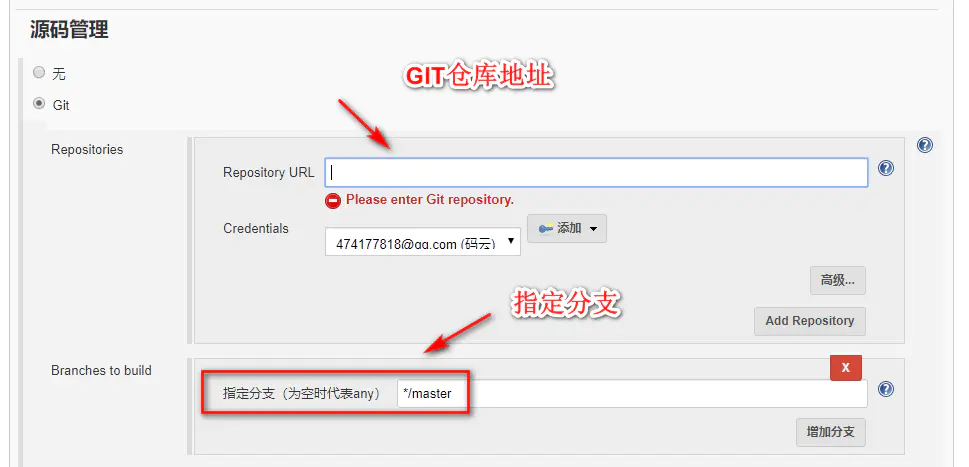 源码管理
无
GIT仓库地址
Git
Repositories
Repository URL
Please enter Git repository.
Credentials
474177818@qq.com (码云)
添加
高级...
指定分支
Add Repository
Branches to build
X
指定分支（为空时代表any）
*/master
增加分支